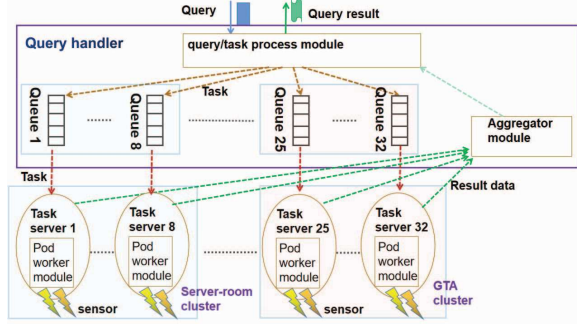 Query
Query result
Query handler
query/task process module
Task
Queue 1
Queue 8
Queue 25
Queue 32
Aggregator
module
Task
Result data
Task
server 1
Pod
worker
module
Task
server 8
Pod
worker
module
Task
server 25
Pod
worker
module
Task
server 32
Pod
worker
module
Server-room
cluster
GTA
cluster
sensor
sensor